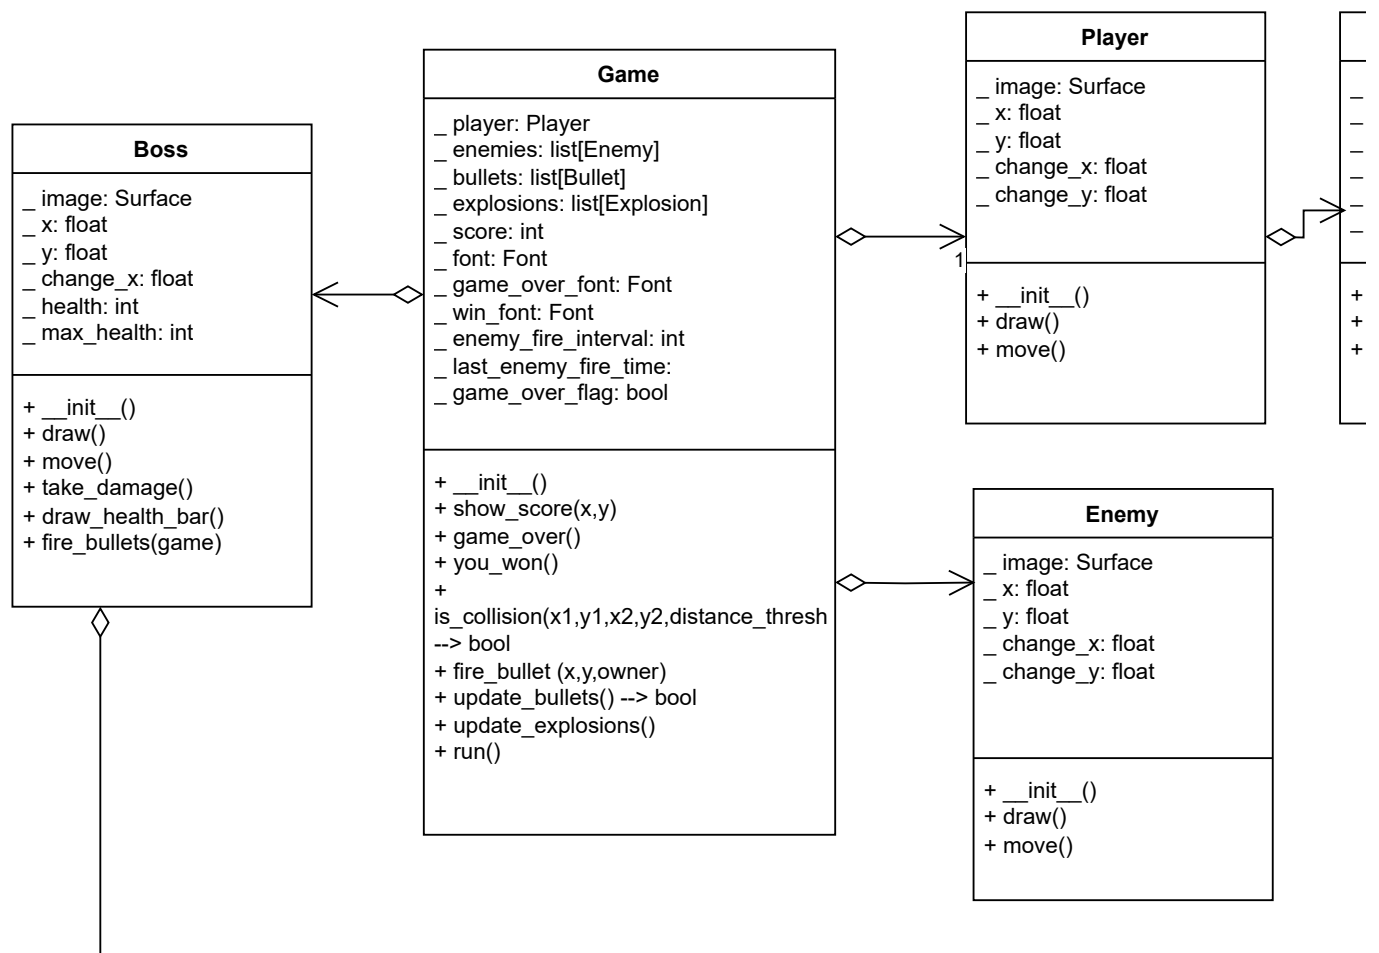 Boss
_ image: Surface
_ x: float
_ y: float
_ change_x: float
_ health: int
_ max_health: int
+ __init__()
+ draw()
+ move()
+ take_damage()
+ draw_health_bar()
+ fire_bullets(game)
Game
_ player: Player
_ enemies: list[Enemy]
_ bullets: list[Bullet]
_ explosions: list[Explosion]
_ score: int
_ font: Font
_ game_over_font: Font
_ win_font: Font
_ enemy_fire_interval: int
_ last_enemy_fire_time:
_ game_over_flag: bool
+ __init__()
+ show_score(x,y)
+ game_over()
+ you_won()
+
is_collision(x1,y1,x2,y2,distance_thresh
--> bool
+ fire_bullet (x,y,owner)
+ update_bullets() --> bool
+ update_explosions()
+ run()
Player
_ image: Surface
_ x: float
_ y: float
_ change_x: float
_ change_y: float
1
+ __init__()
+ draw()
+ move()
Enemy
_ image: Surface
_ x: float
_ y: float
_ change_x: float
_ change_y: float
+ __init__()
+ draw()
+ move()
_
_
_
_
_
_
+
+
+